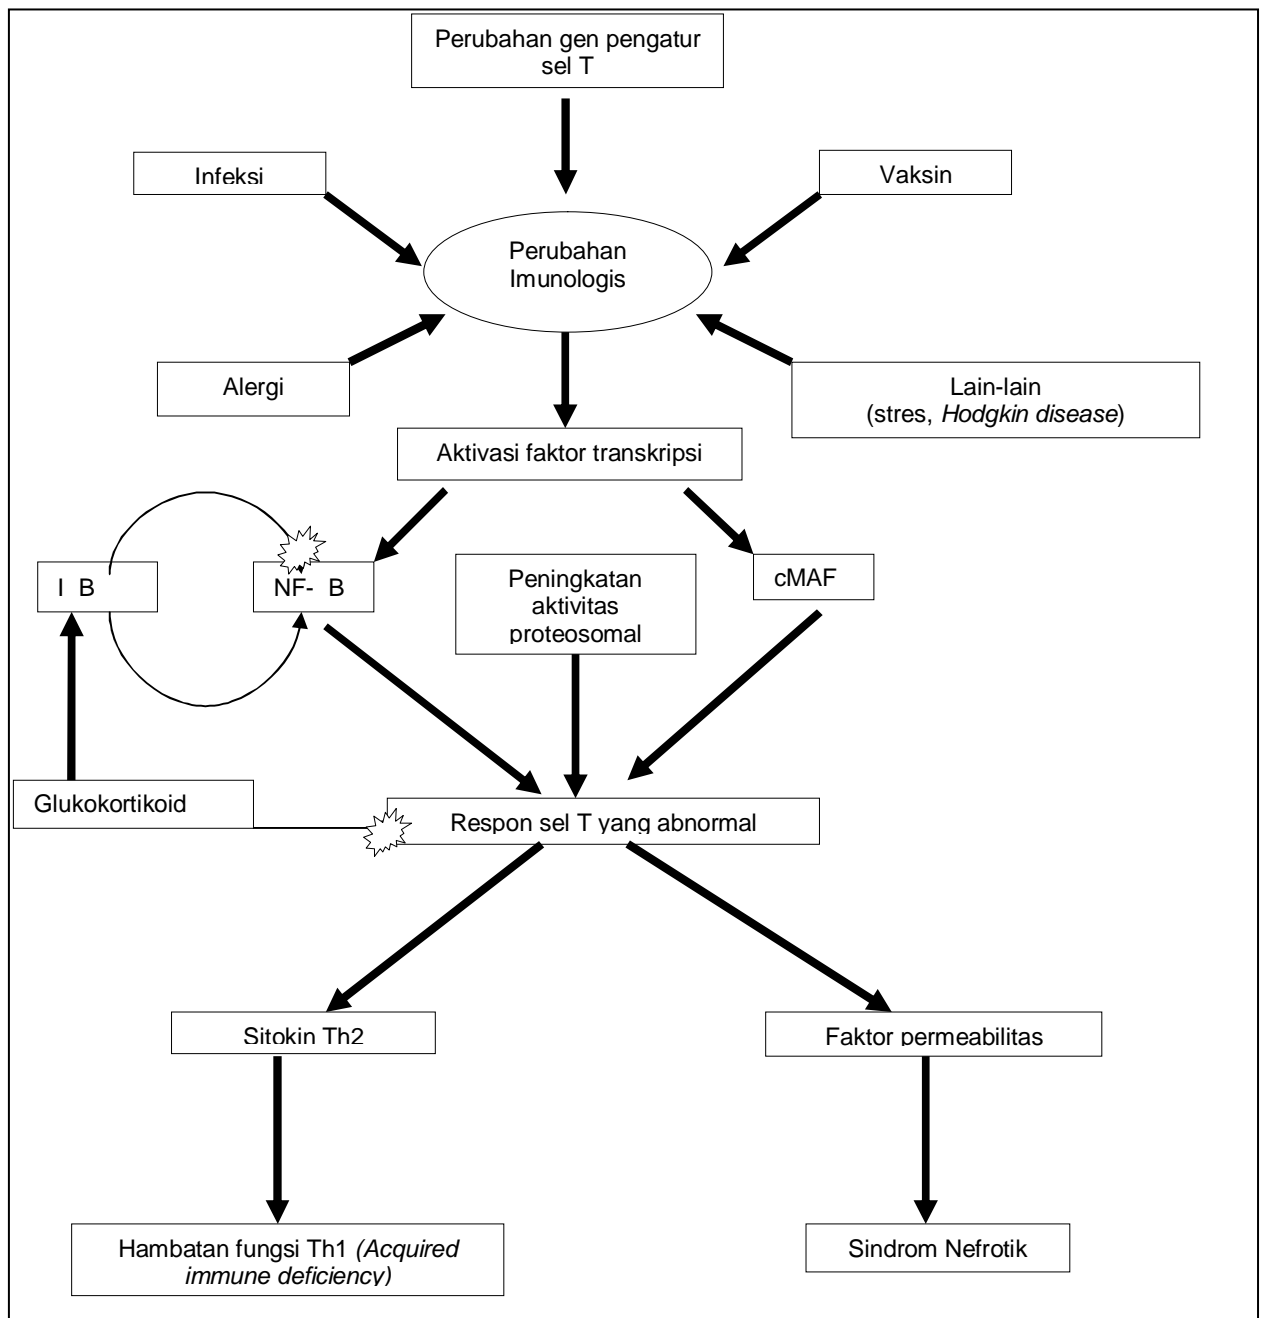 Perubahan gen pengatur
sel T
Infeksi
Vaksin
Perubahan
Imunologis
Alergi
Lain-lain
(stres, Hodgkin disease)
Aktivasi faktor transkripsi
I B
NF- B
Peningkatan
aktivitas
proteosomal
cMAF
Glukokortikoid
Respon sel T yang abnormal
Sitokin Th2
Faktor permeabilitas
Hambatan fungsi Th1 (Acquired
immune deficiency)
Sindrom Nefrotik